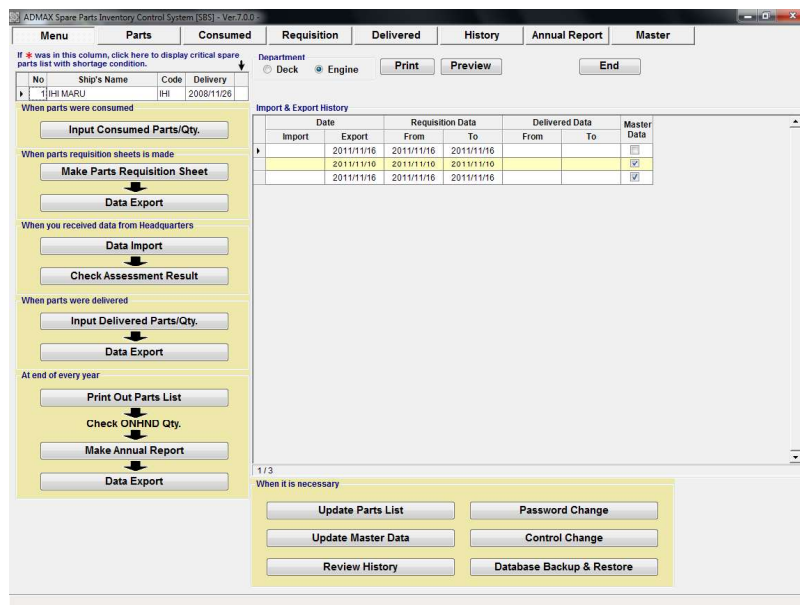 ADMAX Spare Parts Inventory Control System [SBS] - Ver.7.0.0 -
Menu Parts Consumed Requisition Delivered History Annual Report Master
If * was in this column, click here to display critical spare
parts list with shortage condition.
Department
Deck Engine Print Preview End
No Ship's Name Code Delivery
1 IHI MARU IHI 2008/11/26
When parts were consumed
Input Consumed Parts/Qty.
When parts requisition sheets is made
Make Parts Requisition Sheet
Data Export
When you received data from Headquarters
Data Import
Check Assessment Result
When parts were delivered
Input Delivered Parts/Qty.
Data Export
At end of every year
Print Out Parts List
Check ONHND Qty.
Make Annual Report
Data Export
Import & Export History
Date Requisition Data Delivered Data Master
Data
Import Export From To From To
2011/11/16 2011/11/16 2011/11/16
2011/11/10 2011/11/10 2011/11/10
2011/11/16 2011/11/16 2011/11/16
1 / 3
When it is necessary
Update Parts List Password Change
Update Master Data Control Change
Review History Database Backup & Restore